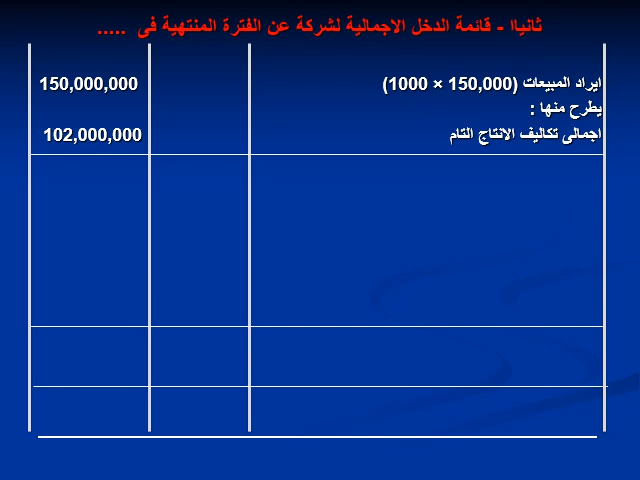 ثانياا - قائمة الدخل الاجمالية لشركة عن الفترة المنتهية فى .....
ايراد المبيعات (150,000 × 1000) 150,000,000
يطرح منها :
اجمالى تكاليف الانتاج التام 102,000,000